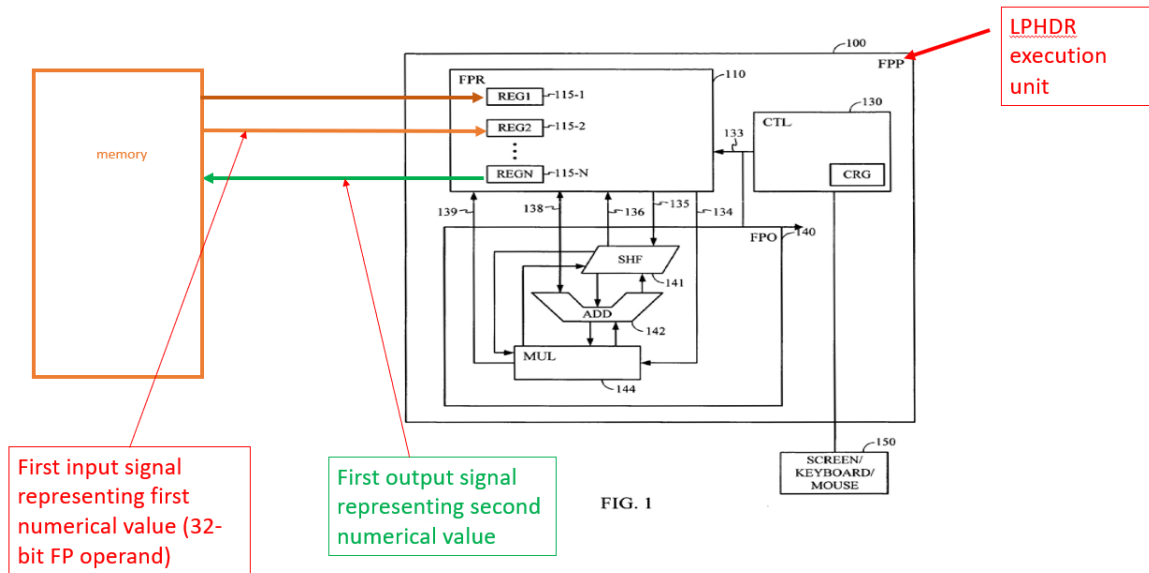 LPHDR
execution
unit
100
FPP
FPR
110
REG1
115-1
REG2
115-2
REGN
115-N
130
CTL
133
CRG
memory
139
138
136
135
134
FPO
140
SHF
141
ADD
142
MUL
144
150
SCREEN/
KEYBOARD/
MOUSE
First input signal
representing first
numerical value (32-
bit FP operand)
First output signal
representing second
numerical value
FIG. 1